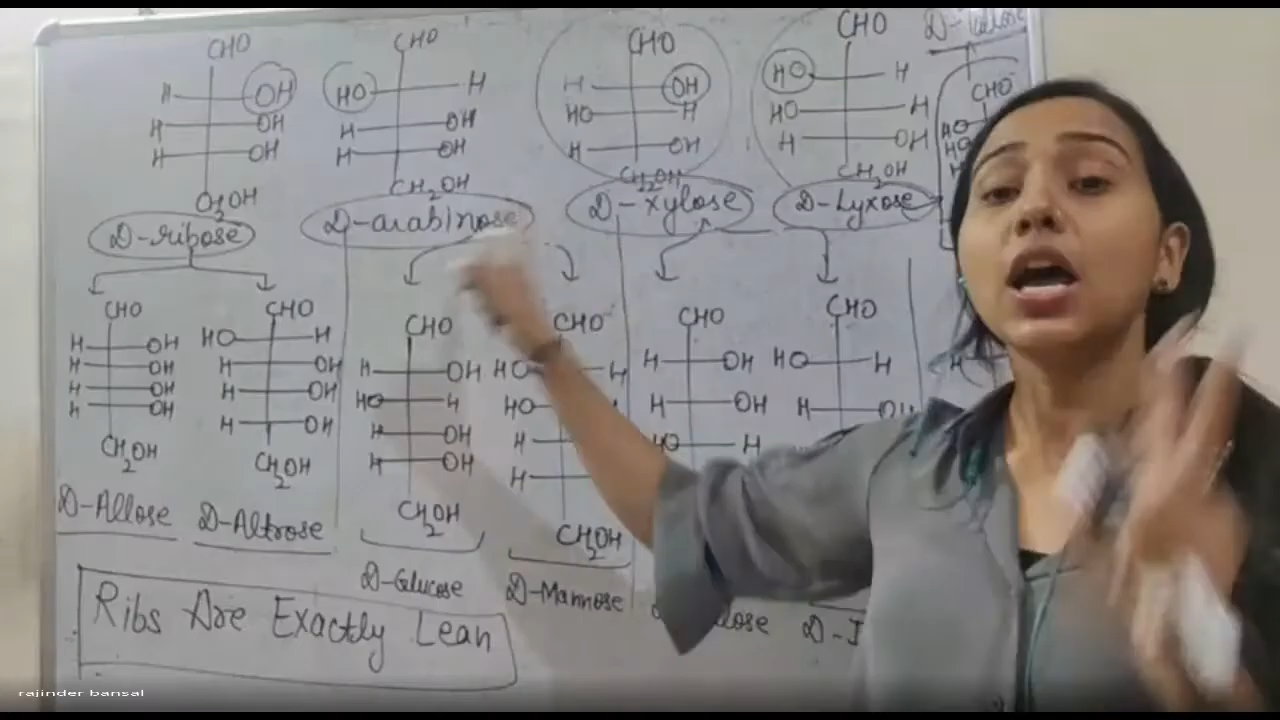 CHO
H OH
H OH
H OH
CH2OH
D-ribose
CHO
HO H
H OH
H OH
CH2OH
D-arabinose
CHO
H OH
HO H
H OH
CH2OH
D-xylose
CHO
HO H
HO H
H OH
CH2OH
D-Lyxose
CHO
HO
HO
H
CHO
H OH
H OH
H OH
H OH
CH2OH
D-Allose
CHO
HO H
H OH
H OH
H OH
CH2OH
D-Altrose
CHO
H OH
HO H
H OH
H OH
CH2OH
D-Glucose
CHO
HO H
HO H
H
H
CH2OH
D-Mannose
CHO
H OH
H OH
HO H
CHO
HO H
H OH
Ribs Are Exactly Lean
rajinder bansal